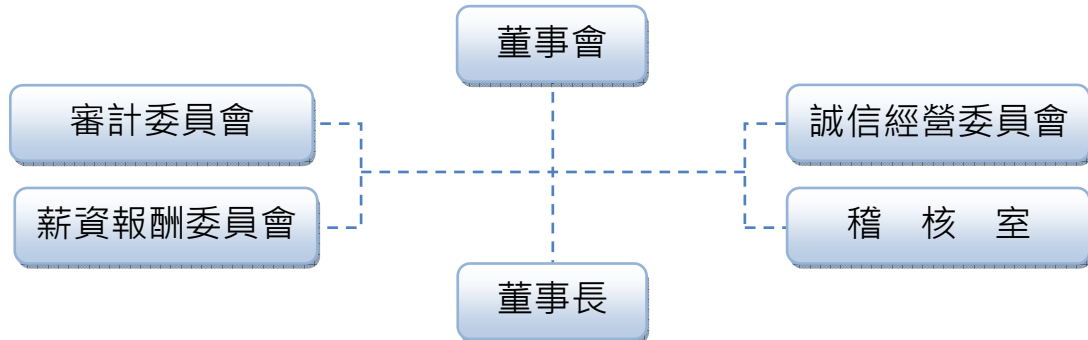 董事會
審計委員會
誠信經營委員會
薪資報酬委員會
稽　核　室
董事長